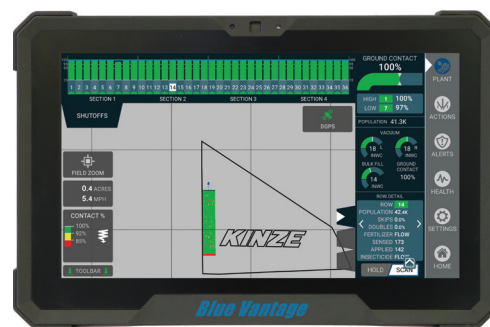 GROUND CONTACT
100%
1 2 3 4 5 6 7 8 9 10 11 12 13 14 15 16 17 18 19 20 21 22 23 24 25 26 27 28 29 30 31 32 33 34 35 36
SECTION 1 SECTION 2 SECTION 3 SECTION 4
SHUTOFFS
DGPS
FIELD ZOOM
0.4 ACRES
5.4 MPH
CONTACT %
100%
92%
85%
TOOLBAR
KINZE
HIGH 1 100%
LOW 7 97%
POPULATION 41.3K
VACUUM
18 L INWC
18 R INWC
BULK FILL
14 INWC
GROUND CONTACT
100%
ROW DETAIL
ROW 14
POPULATION 42.4K
SKIPS 0.0%
DOUBLES 0.0%
FERTILIZER FLOW
SENSED 173
APPLIED 142
INSECTICIDE
HOLD SCAN
PLANT
ACTIONS
ALERTS
HEALTH
SETTINGS
HOME
Blue Vantage